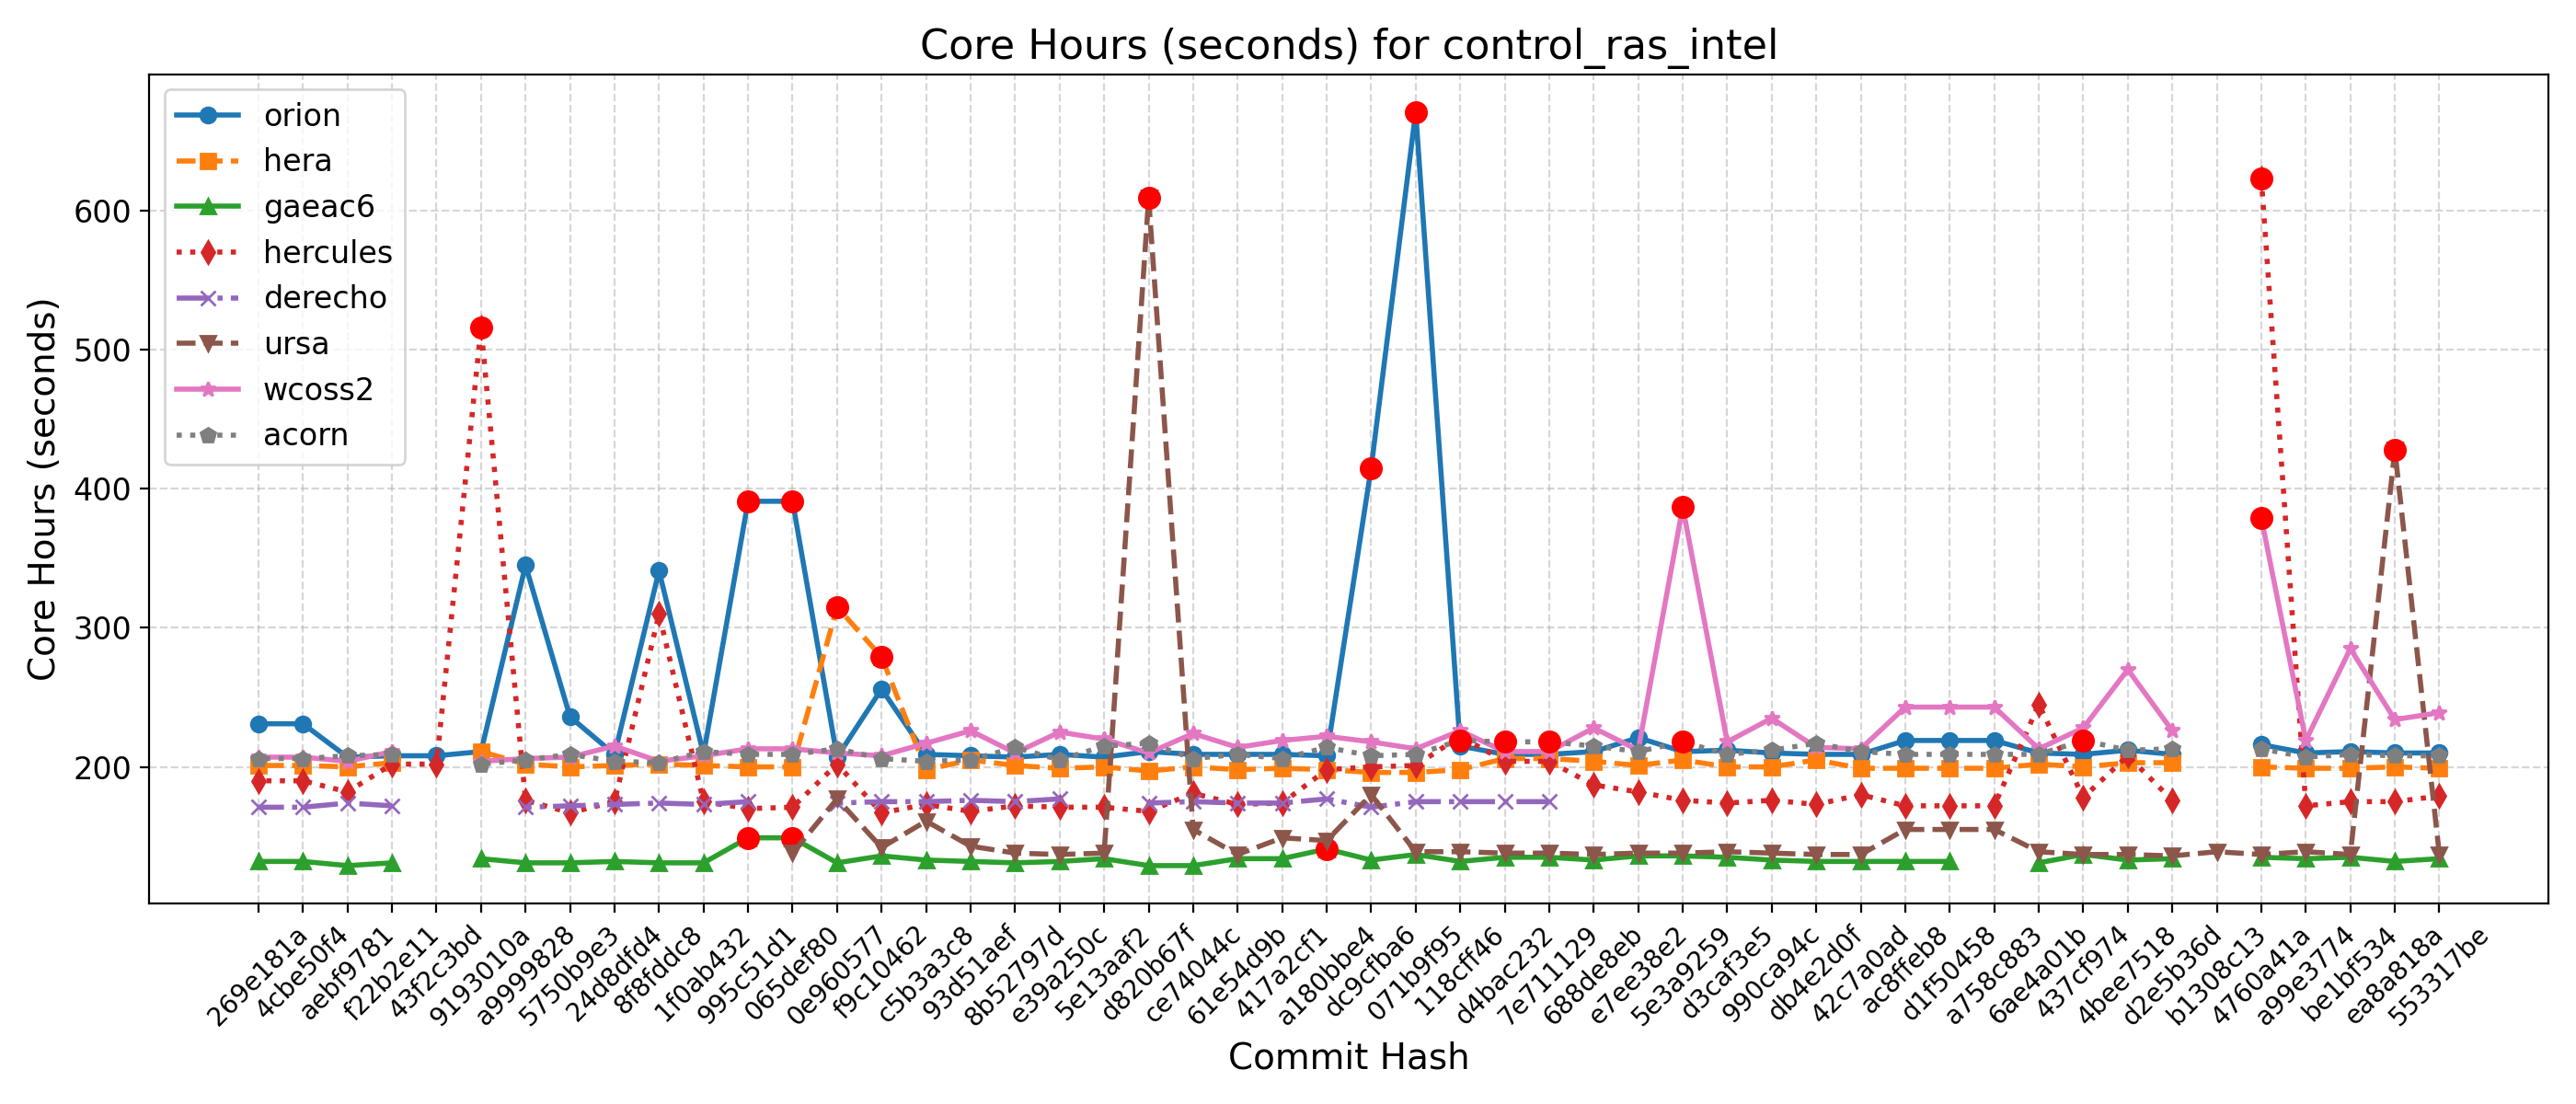 Core Hours (seconds) for control_ras_intel
orion
hera
gaeac6
hercules
derecho
ursa
wcoss2
acorn
Core Hours (seconds)
600
500
400
300
200
269e181a
4cbe50f4
aebf9781
f22b2e11
43f2c3bd
9193010a
a9999828
5750b9e3
24d8dfd4
8f8fddc8
1f0ab432
995c51d1
065def80
0e960577
f9c10462
c5b3a3c8
93d51aef
8b52797d
e39a250c
5e13aaf2
d820b67f
ce74044c
61e54d9b
417a2cf1
a180bbe4
dc9cfba6
071b9f95
118cff46
d4bac232
7e711129
688de8eb
e7ee38e2
5e3a9259
d3caf3e5
990ca94c
db4e2d0f
42c7a0ad
ac8ffeb8
d1f50458
a758c883
6ae4a01b
437cf974
4bee7518
d2e5b36d
b1308c13
4760a41a
a99e3774
be1bf534
ea8a818a
553317be
Commit Hash